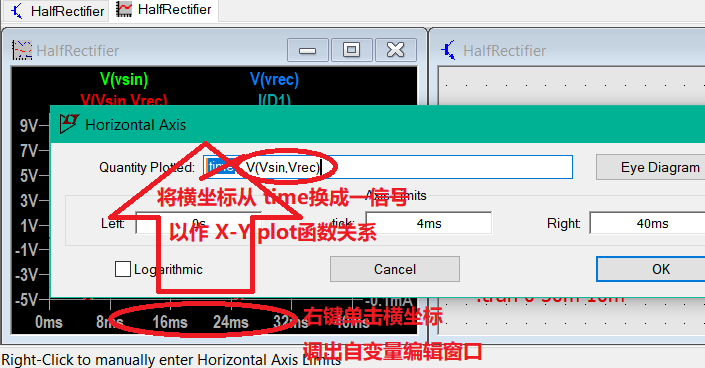 HalfRectifier
HalfRectifier
HalfRectifier
HalfRectifier
V(vsin)
V(vrec)
V(Vsin,Vrec)
I(D1)
Horizontal Axis
Quantity Plotted:
time
V(Vsin,Vrec)
Eye Diagram
将横坐标从 time换成一信号
以作 X-Y plot函数关系
Axis Limits
Left:
0s
tick:
4ms
Right:
40ms
Logarithmic
Cancel
OK
9V
7V
5V
3V
1V
-1V
-3V
-5V
-0.1mA
.tran 0 50m 10m
0ms
8ms
16ms
24ms
32ms
40ms
右键单击横坐标
调出自变量编辑窗口
Right-Click to manually enter Horizontal Axis Limits